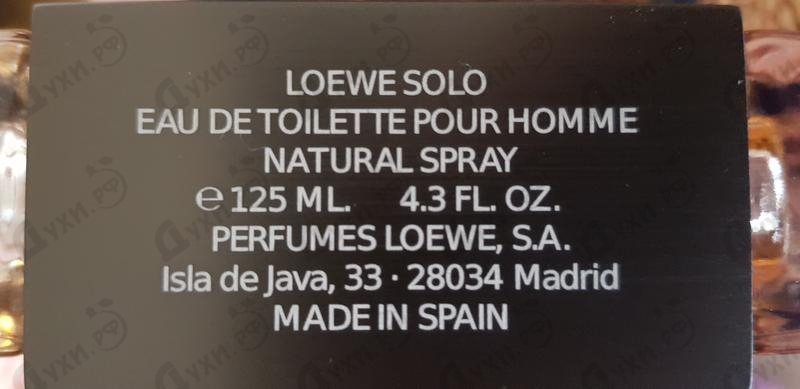 LOEWE SOLO
EAU DE TOILETTE POUR HOMME
NATURAL SPRAY
℮ 125 ML. 4.3 FL. OZ.
PERFUMES LOEWE, S.A.
Isla de Java, 33 · 28034 Madrid
MADE IN SPAIN